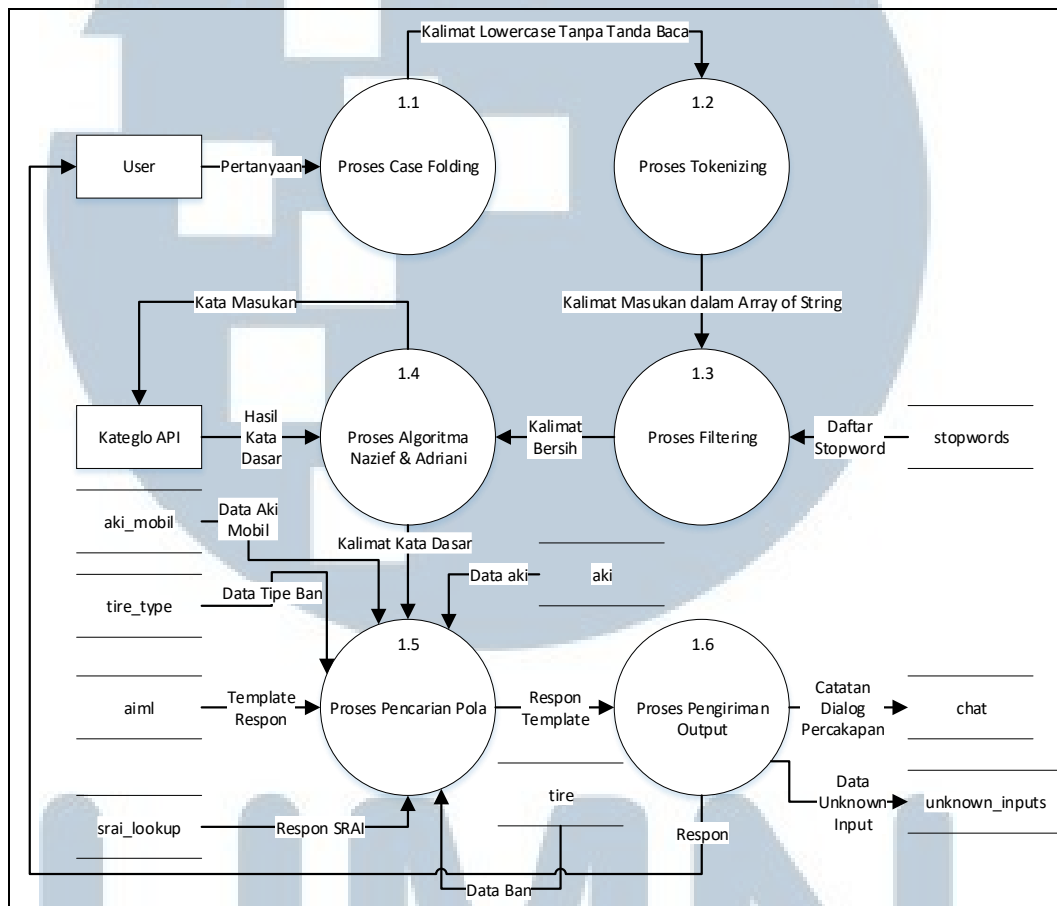 Kalimat Lowercase Tanpa Tanda Baca
1.1
Proses Case Folding
1.2
Proses Tokenizing
User
Pertanyaan
Kata Masukan
Kalimat Masukan dalam Array of String
1.4
Proses Algoritma
Nazief & Adriani
1.3
Proses Filtering
Kateglo API
Hasil
Kata
Dasar
Kalimat
Bersih
Daftar
Stopword
stopwords
aki_mobil
Data Aki
Mobil
Kalimat Kata Dasar
tire_type
Data Tipe Ban
Data aki
aki
1.5
Proses Pencarian Pola
1.6
Proses Pengiriman
Output
aiml
Template
Respon
Respon
Template
Catatan
Dialog
Percakapan
chat
tire
srai_lookup
Respon SRAI
Respon
Data
Unknown
Input
unknown_inputs
Data Ban
UMN